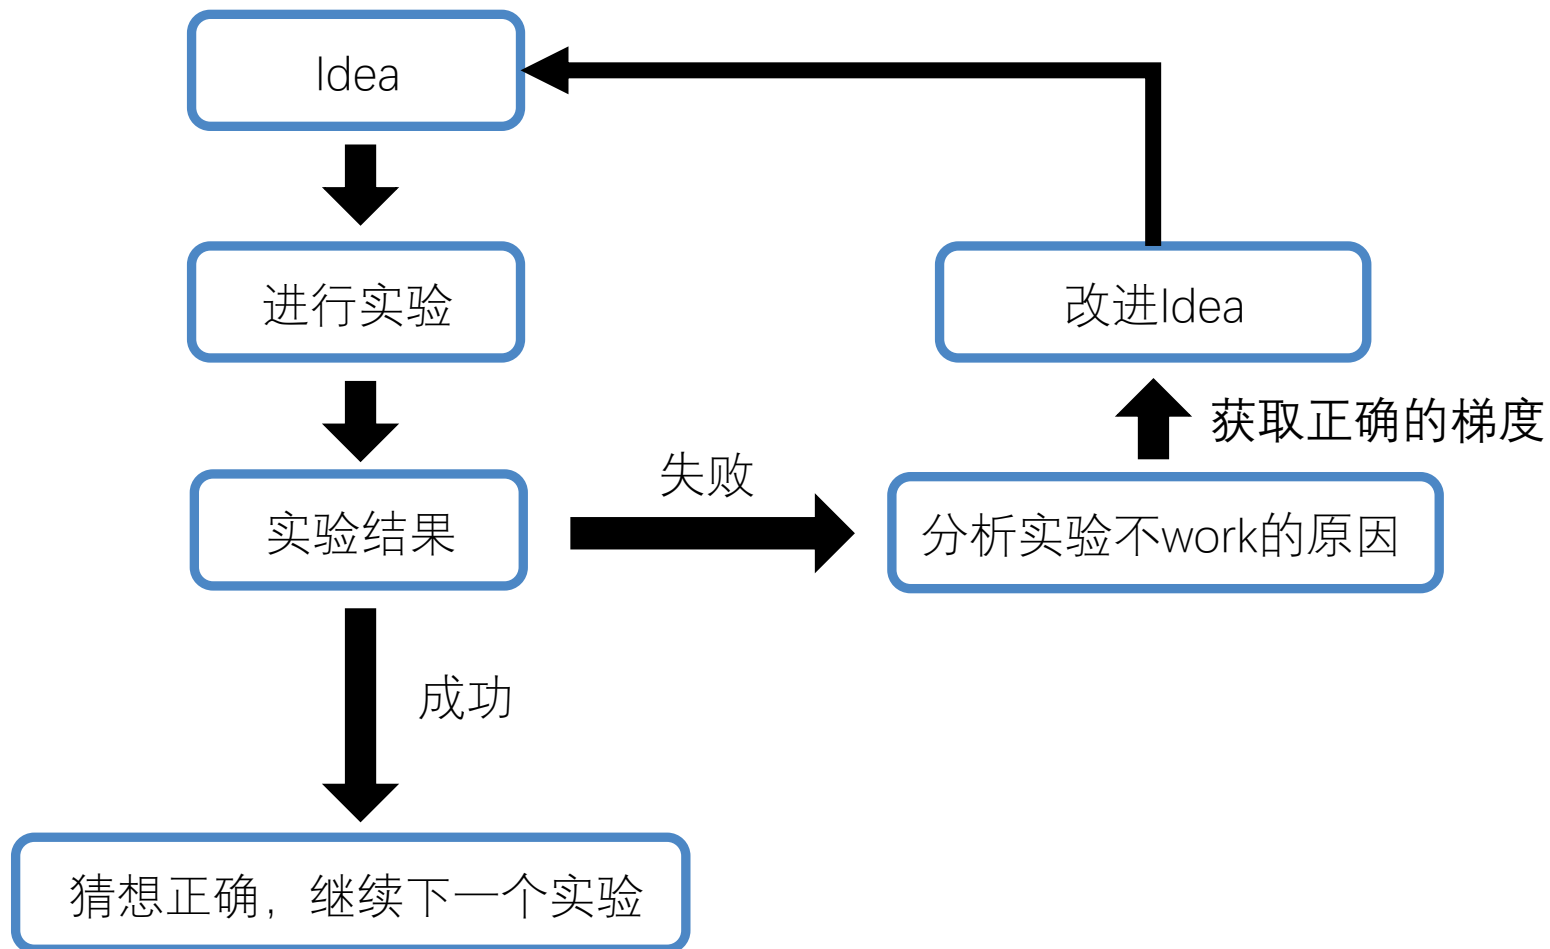 Idea
进行实验
改进Idea
获取正确的梯度
失败
实验结果
分析实验不work的原因
成功
猜想正确，继续下一个实验